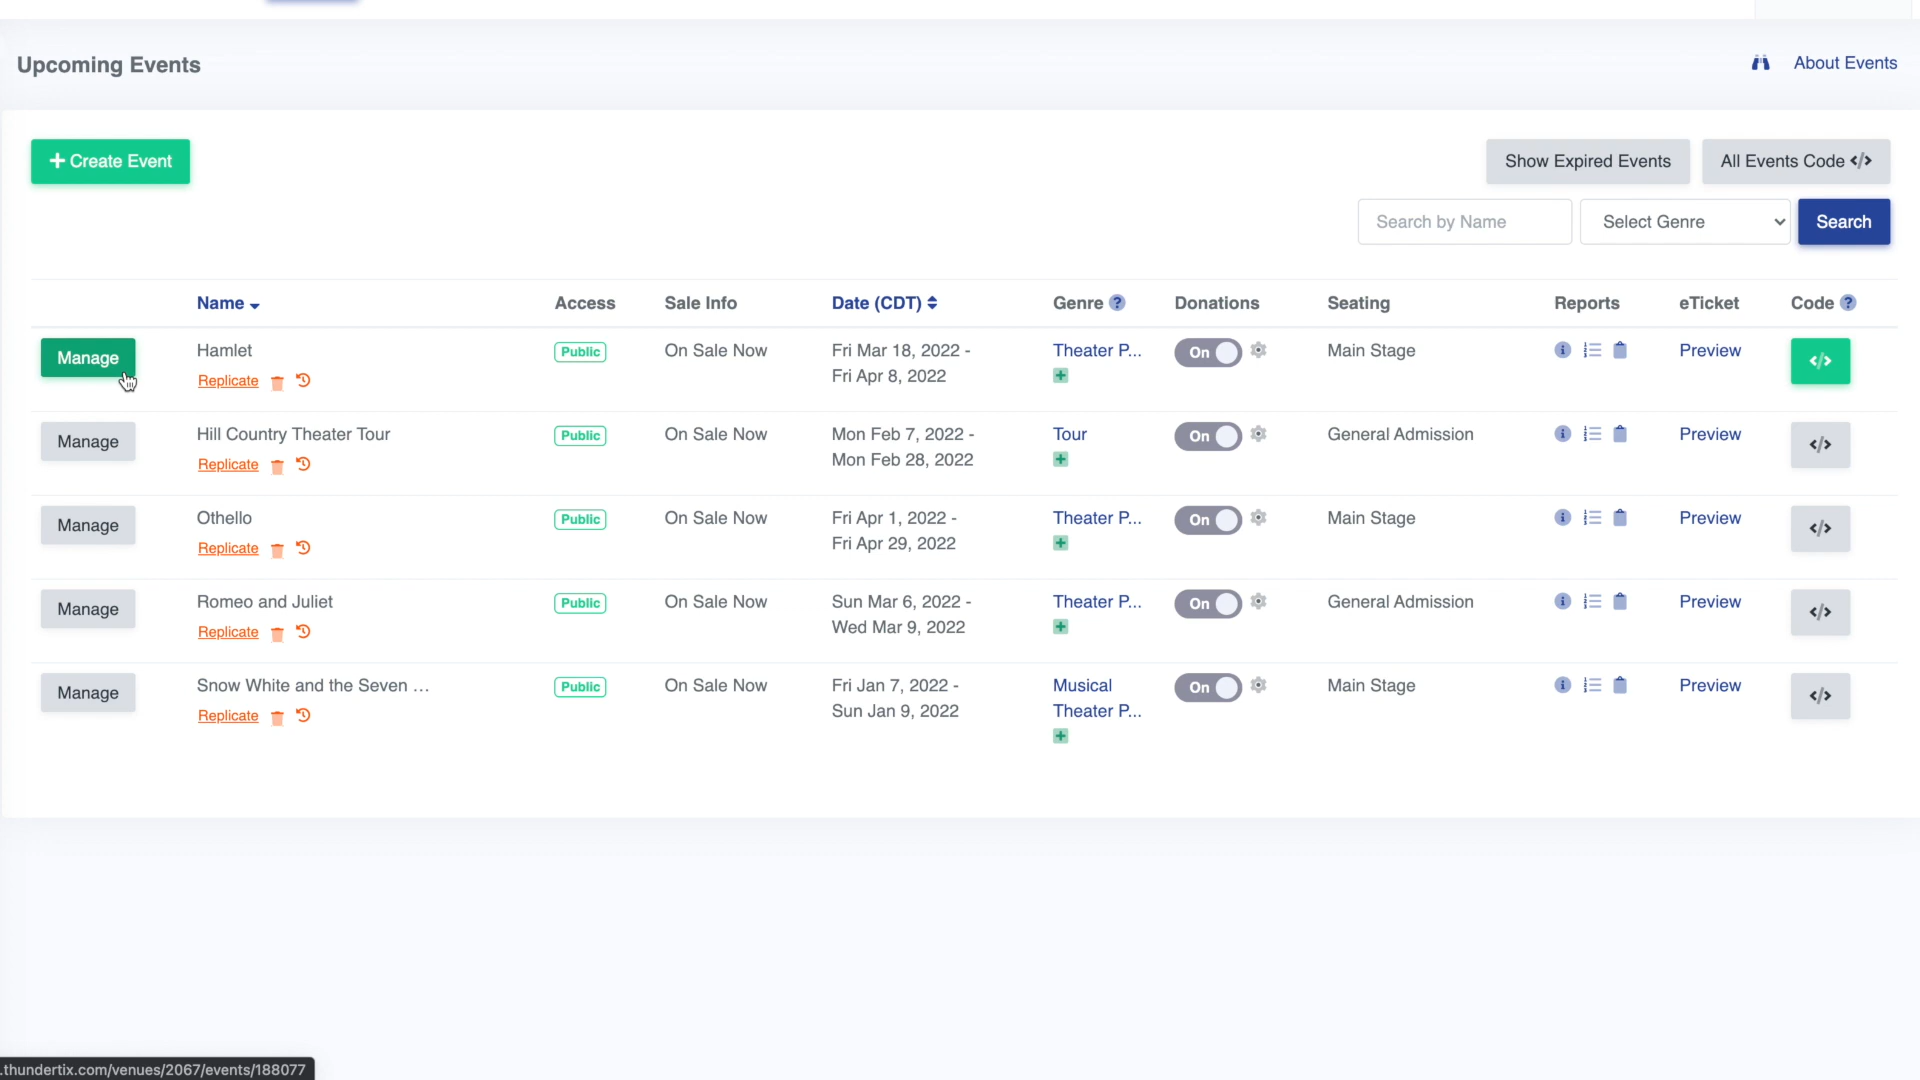 Upcoming Events
About Events
Create Event
Show Expired Events
All Events Code </>
Search by Name
Select Genre
Search
Name
Access
Sale Info
Date (CDT)
Genre ?
Donations
Seating
Reports
eTicket
Code ?
Manage
Hamlet
Replicate
Public
On Sale Now
Fri Mar 18, 2022 -
Fri Apr 8, 2022
Theater P...
On
Main Stage
Preview
</>
Manage
Hill Country Theater Tour
Replicate
Public
On Sale Now
Mon Feb 7, 2022 -
Mon Feb 28, 2022
Tour
On
General Admission
Preview
</>
Manage
Othello
Replicate
Public
On Sale Now
Fri Apr 1, 2022 -
Fri Apr 29, 2022
Theater P...
On
Main Stage
Preview
</>
Manage
Romeo and Juliet
Replicate
Public
On Sale Now
Sun Mar 6, 2022 -
Wed Mar 9, 2022
Theater P...
On
General Admission
Preview
</>
Manage
Snow White and the Seven ...
Replicate
Public
On Sale Now
Fri Jan 7, 2022 -
Sun Jan 9, 2022
Musical
Theater P...
On
Main Stage
Preview
</>
.thundertix.com/venues/2067/events/188077